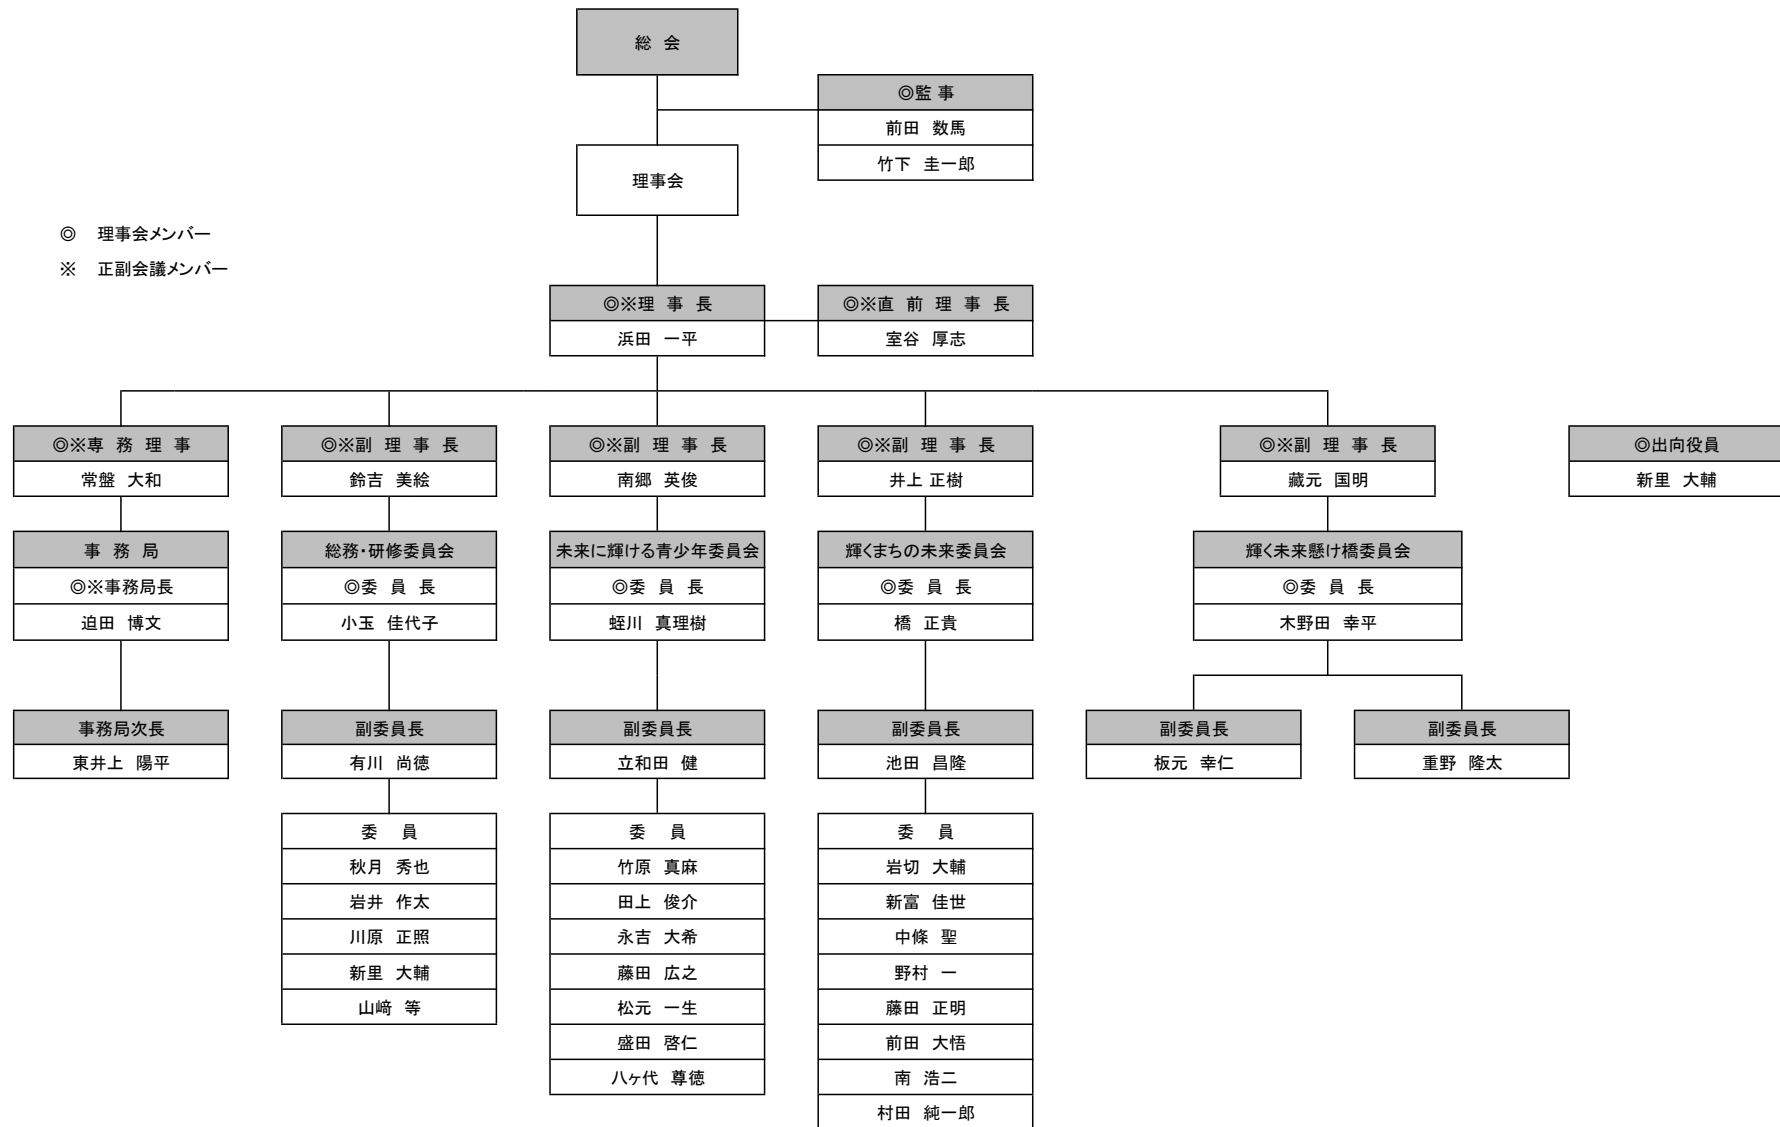 総 会
◎監 事
前田 数馬
竹下 圭一郎
理事会
◎ 理事会メンバー
※ 正副会議メンバー
◎※理 事 長
浜田 一平
◎※直 前 理 事 長
室谷 厚志
◎※専 務 理 事
常盤 大和
事 務 局
◎※事務局長
迫田 博文
事務局次長
東井上 陽平
◎※副 理 事 長
鈴吉 美絵
総務・研修委員会
◎委 員 長
小玉 佳代子
副委員長
有川 尚徳
委 員
秋月 秀也
岩井 作太
川原 正照
新里 大輔
山﨑 等
◎※副 理 事 長
南郷 英俊
未来に輝ける青少年委員会
◎委 員 長
蛭川 真理樹
副委員長
立和田 健
委 員
竹原 真麻
田上 俊介
永吉 大希
藤田 広之
松元 一生
盛田 啓仁
八ヶ代 尊徳
◎※副 理 事 長
井上 正樹
輝くまちの未来委員会
◎委 員 長
橋 正貴
副委員長
池田 昌隆
委 員
岩切 大輔
新富 佳世
中條 聖
野村 一
藤田 正明
前田 大悟
南 浩二
村田 純一郎
◎※副 理 事 長
蔵元 国明
輝く未来懸け橋委員会
◎委 員 長
木野田 幸平
副委員長
板元 幸仁
副委員長
重野 隆太
◎出向役員
新里 大輔